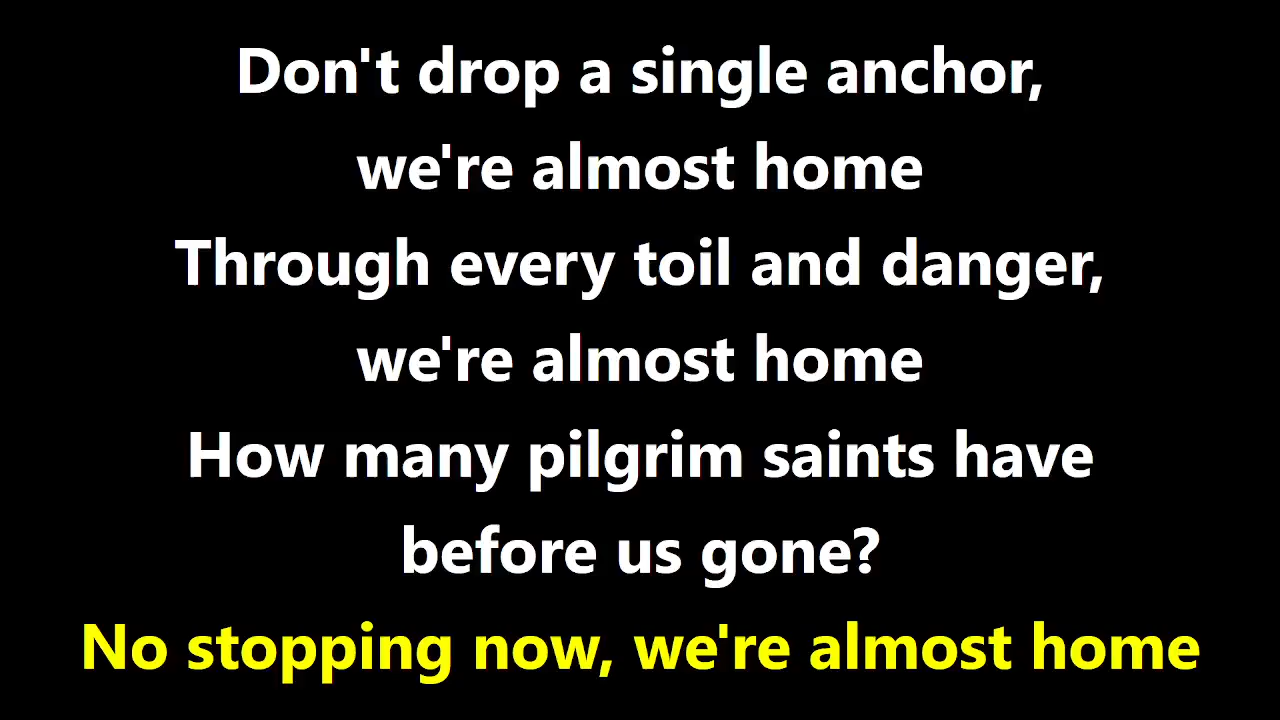 Don't drop a single anchor,
we're almost home
Through every toil and danger,
we're almost home
How many pilgrim saints have
before us gone?
No stopping now, we're almost home